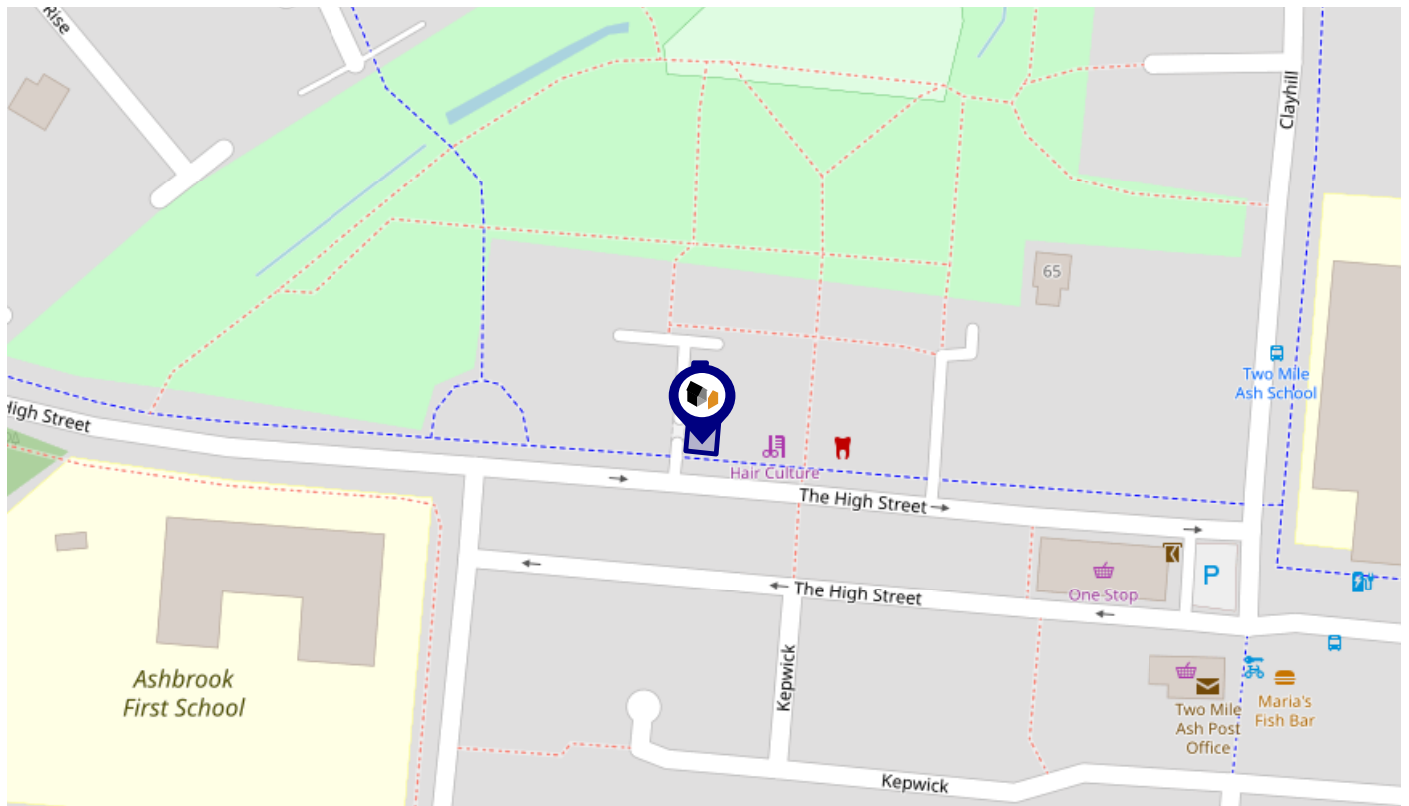 Rise
Clayhill
65
Two Mile
Ash School
High Street
Hair Culture
The High Street
P
The High Street
One Stop
Kepwick
Ashbrook
First School
Two Mile
Ash Post
Office
Maria's
Fish Bar
Kepwick